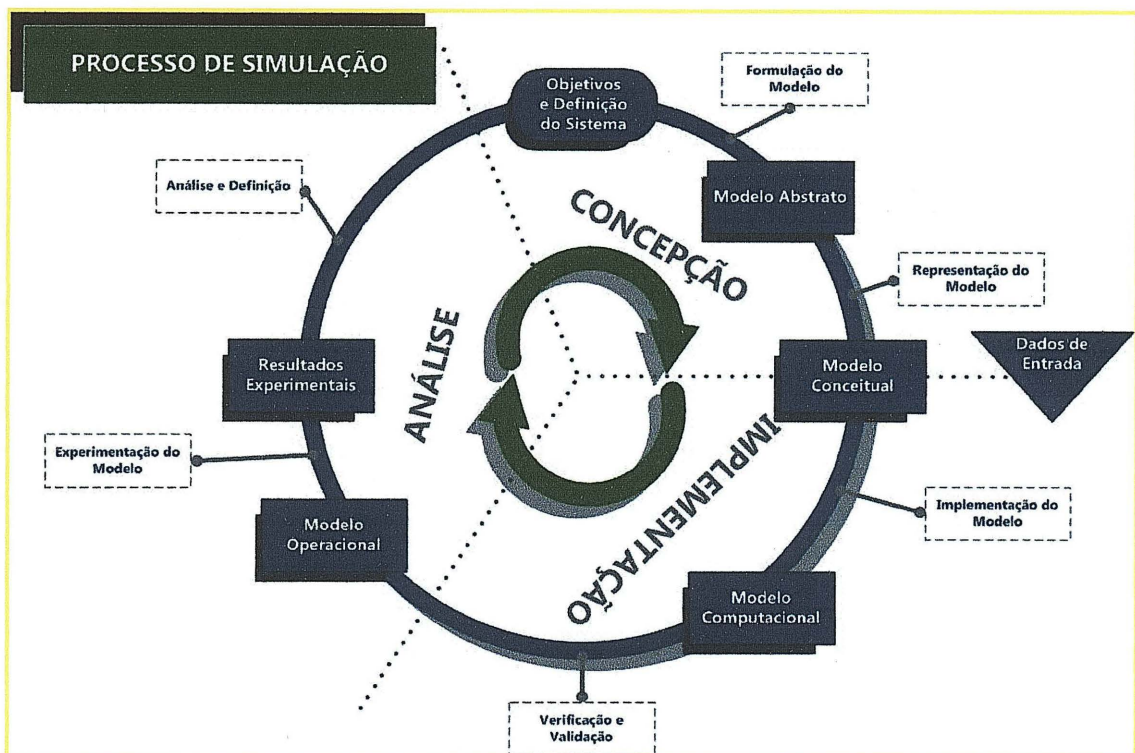 PROCESSO DE SIMULAÇÃO
Objetivos
e Definição
do Sistema
Formulação do
Modelo
Análise e Definição
Modelo Abstrato
CONCEPÇÃO
Representação do
Modelo
ANÁLISE
Resultados
Experimentais
Modelo
Conceitual
Dados de
Entrada
Experimentação do
Modelo
IMPLEMENTAÇÃO
Modelo
Operacional
Implementação do
Modelo
Modelo
Computacional
Verificação e
Validação